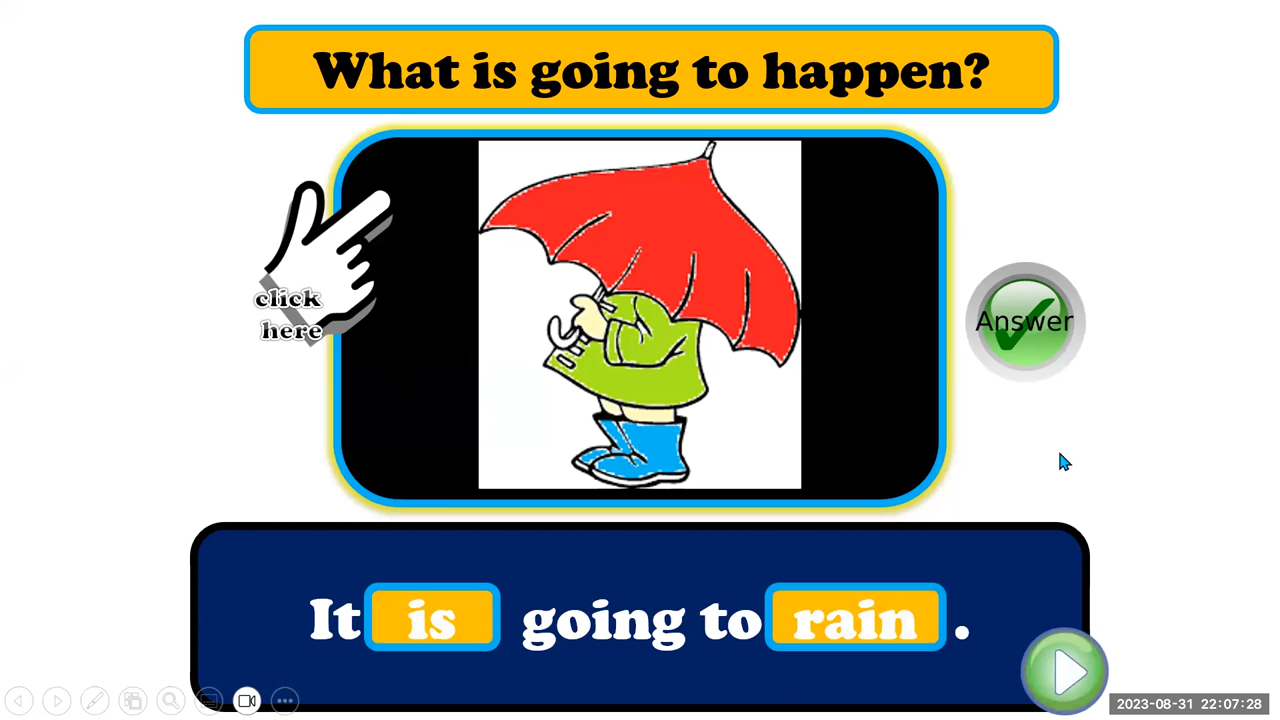 What is going to happen?
click
here
Answer
It is going to rain .
2023-08-31 22:07:28